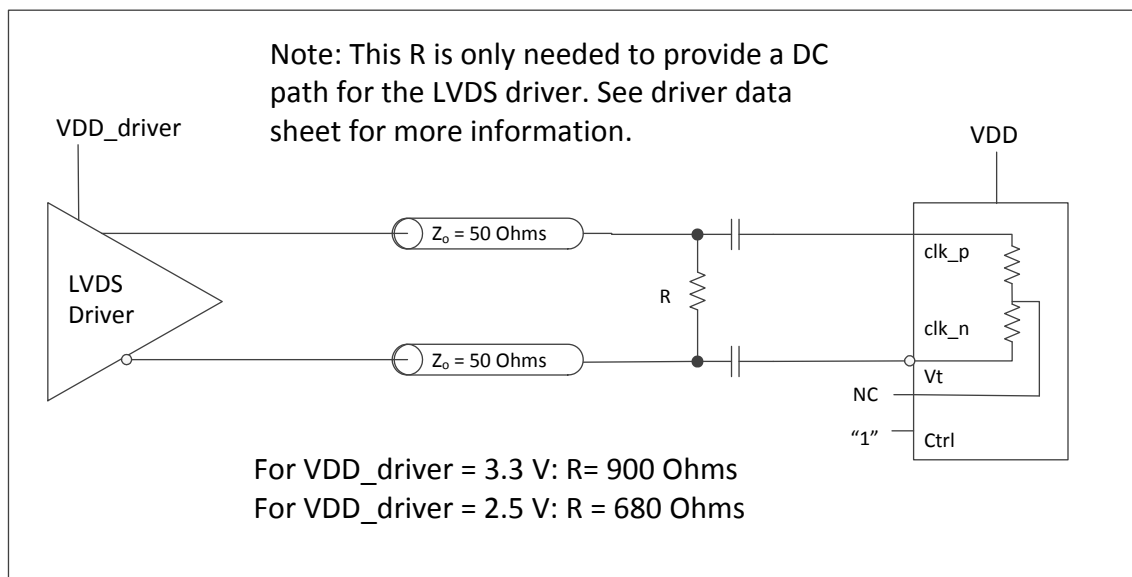 Note: This R is only needed to provide a DC
path for the LVDS driver. See driver data
sheet for more information.
VDD_driver
VDD
Zₒ = 50 Ohms
clk_p
LVDS
Driver
R
clk_n
Zₒ = 50 Ohms
Vt
NC
"1"
Ctrl
For VDD_driver = 3.3 V: R= 900 Ohms
For VDD_driver = 2.5 V: R = 680 Ohms